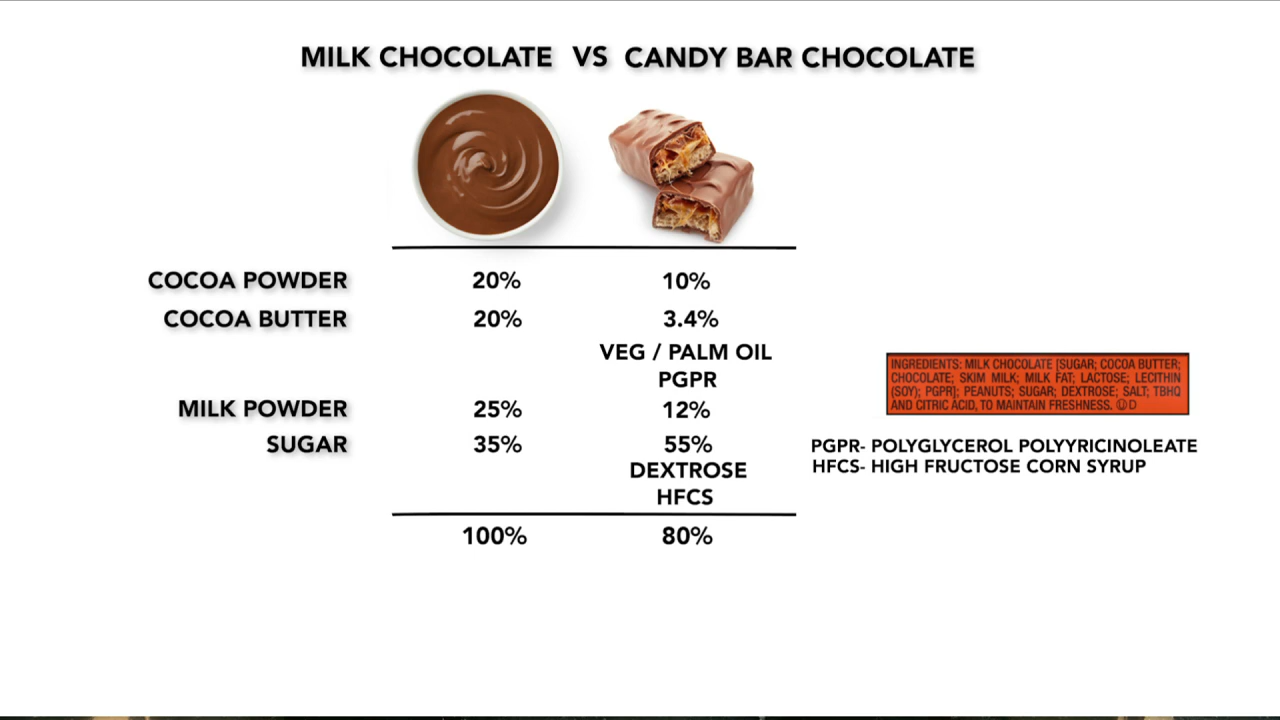 MILK CHOCOLATE VS CANDY BAR CHOCOLATE
COCOA POWDER 20% 10%
COCOA BUTTER 20% 3.4%
VEG / PALM OIL
PGPR
MILK POWDER 25% 12%
SUGAR 35% 55%
DEXTROSE
HFCS
100% 80%
INGREDIENTS: MILK CHOCOLATE [SUGAR; COCOA BUTTER;
CHOCOLATE; SKIM MILK; MILK FAT; LACTOSE; LECITHIN
(SOY); PGPR]; PEANUTS; SUGAR; DEXTROSE; SALT; TBHQ
AND CITRIC ACID, TO MAINTAIN FRESHNESS. ⓊD
PGPR- POLYGLYCEROL POLYYRICINOLEATE
HFCS- HIGH FRUCTOSE CORN SYRUP